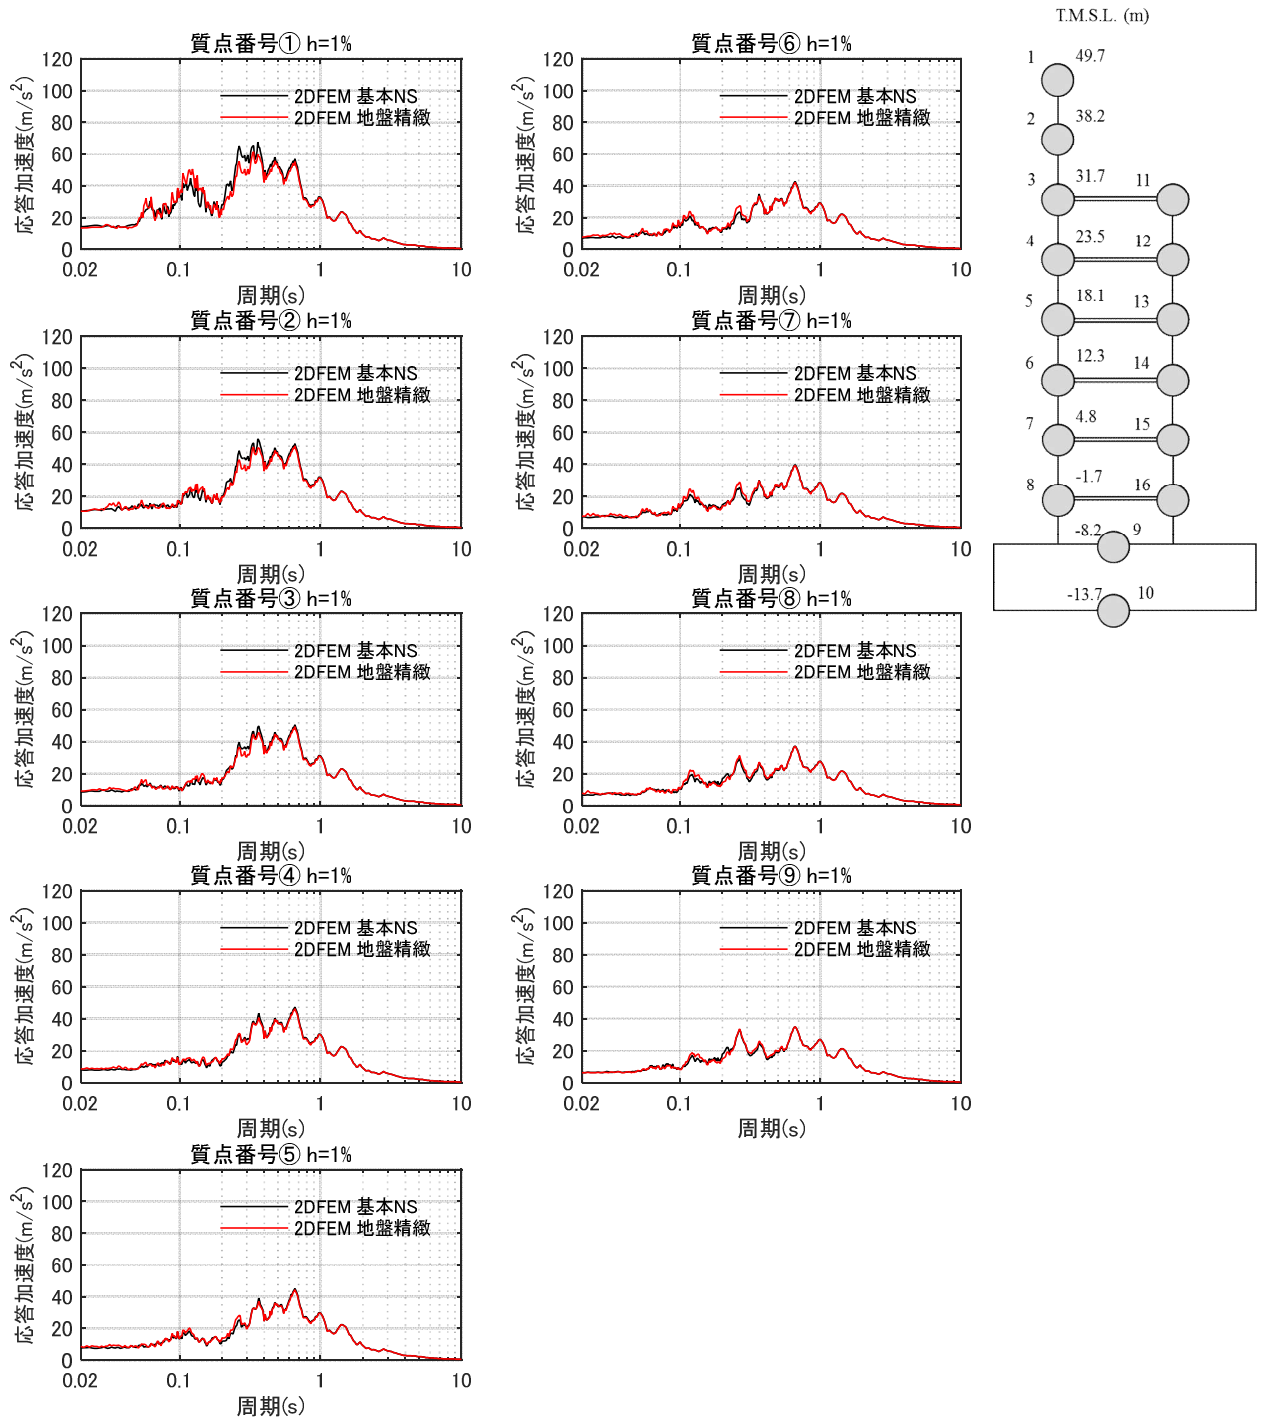 質点番号① h=1%
応答加速度(m/s²)
120
100
80
60
40
20
0
2DFEM 基本NS
2DFEM 地盤精緻
0.02 0.1 1 10
周期(s)
質点番号② h=1%
応答加速度(m/s²)
120
100
80
60
40
20
0
2DFEM 基本NS
2DFEM 地盤精緻
0.02 0.1 1 10
周期(s)
質点番号③ h=1%
応答加速度(m/s²)
120
100
80
60
40
20
0
2DFEM 基本NS
2DFEM 地盤精緻
0.02 0.1 1 10
周期(s)
質点番号④ h=1%
応答加速度(m/s²)
120
100
80
60
40
20
0
2DFEM 基本NS
2DFEM 地盤精緻
0.02 0.1 1 10
周期(s)
質点番号⑤ h=1%
応答加速度(m/s²)
120
100
80
60
40
20
0
2DFEM 基本NS
2DFEM 地盤精緻
0.02 0.1 1 10
周期(s)
質点番号⑥ h=1%
応答加速度(m/s²)
120
100
80
60
40
20
0
2DFEM 基本NS
2DFEM 地盤精緻
0.02 0.1 1 10
周期(s)
質点番号⑦ h=1%
応答加速度(m/s²)
120
100
80
60
40
20
0
2DFEM 基本NS
2DFEM 地盤精緻
0.02 0.1 1 10
周期(s)
質点番号⑧ h=1%
応答加速度(m/s²)
120
100
80
60
40
20
0
2DFEM 基本NS
2DFEM 地盤精緻
0.02 0.1 1 10
周期(s)
質点番号⑨ h=1%
応答加速度(m/s²)
120
100
80
60
40
20
0
2DFEM 基本NS
2DFEM 地盤精緻
0.02 0.1 1 10
周期(s)
T.M.S.L. (m)
1 49.7
2 38.2
3 31.7 11
4 23.5 12
5 18.1 13
6 12.3 14
7 4.8 15
8 -1.7 16
-8.2 9
-13.7 10